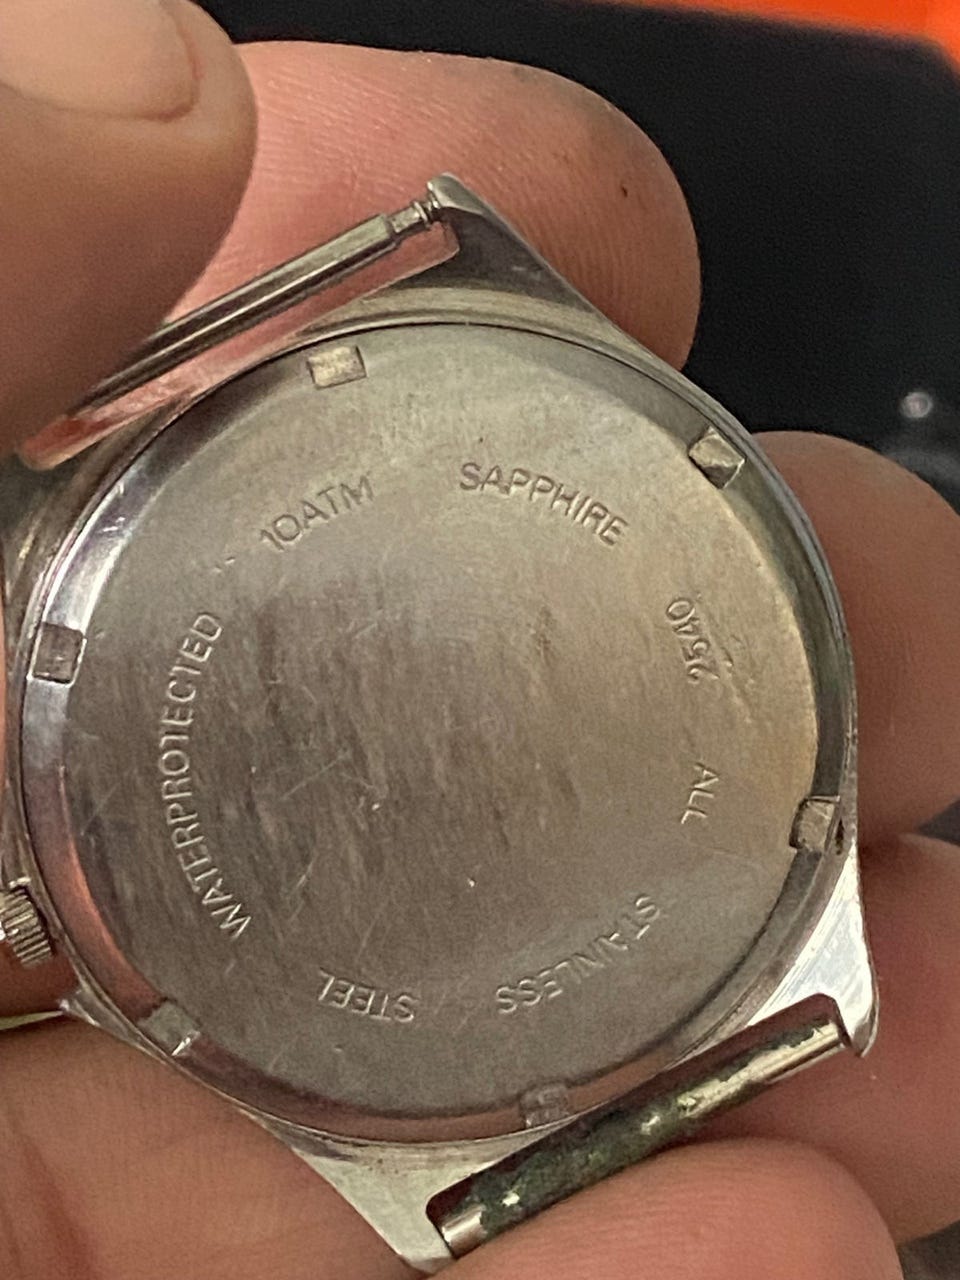 WATERPROTECTED
10ATM
SAPPHIRE
2540
ALL
STAINLESS
STEEL